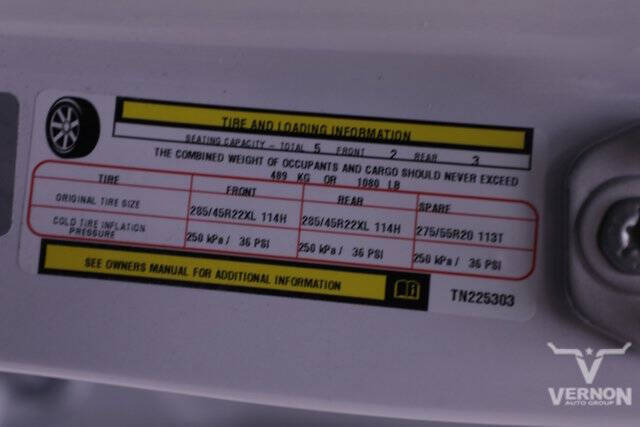 TIRE AND LOADING INFORMATION
SEATING CAPACITY - TOTAL 5 FRONT 2 REAR 3
THE COMBINED WEIGHT OF OCCUPANTS AND CARGO SHOULD NEVER EXCEED
489 KG OR 1080 LB
TIRE FRONT REAR SPARE
ORIGINAL TIRE SIZE 285/45R22XL 114H 285/45R22XL 114H 275/55R20 113T
COLD TIRE INFLATION PRESSURE 250 kPa / 36 PSI 250 kPa / 36 PSI 250 kPa / 36 PSI
SEE OWNERS MANUAL FOR ADDITIONAL INFORMATION
TN225303
VERNON
AUTO GROUP